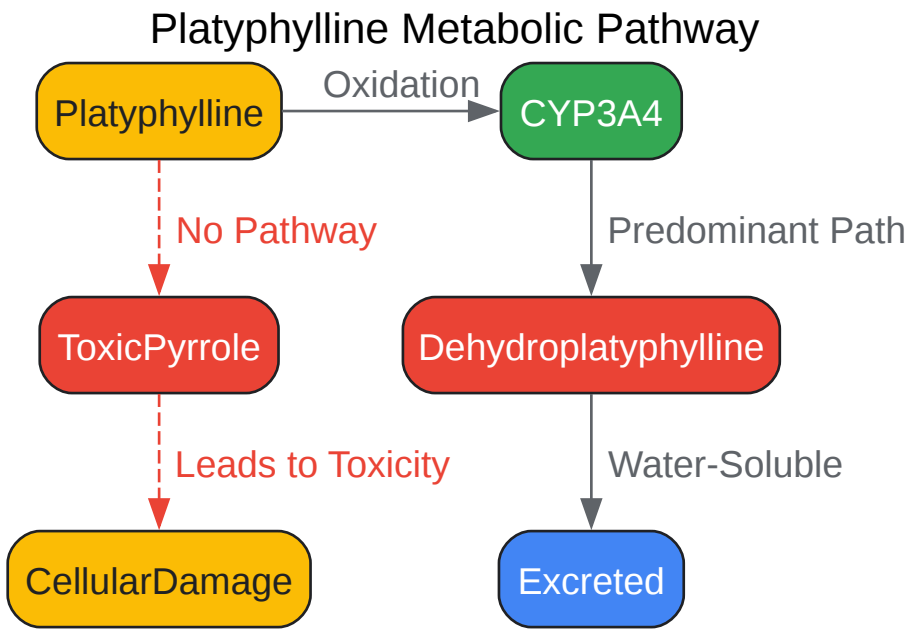 Platyphylline Metabolic Pathway
Platyphylline
Oxidation
CYP3A4
No Pathway
Predominant Path
ToxicPyrrole
Dehydroplatyphylline
Leads to Toxicity
Water-Soluble
CellularDamage
Excreted